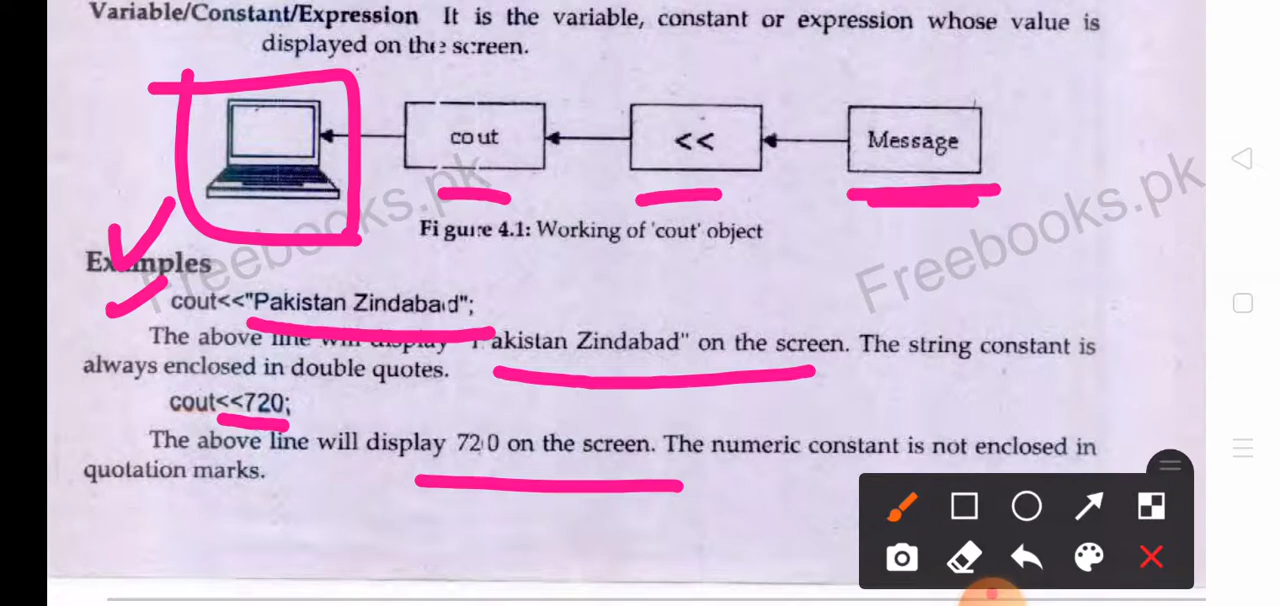 Variable/Constant/Expression It is the variable, constant or expression whose value is
displayed on the screen.
cout
<<
Message
Figure 4.1: Working of 'cout' object
Examples
cout<<"Pakistan Zindabad";
The above line will display "Pakistan Zindabad" on the screen. The string constant is
always enclosed in double quotes.
cout<<720;
The above line will display 720 on the screen. The numeric constant is not enclosed in
quotation marks.
Freebooks.pk
Freebooks.pk